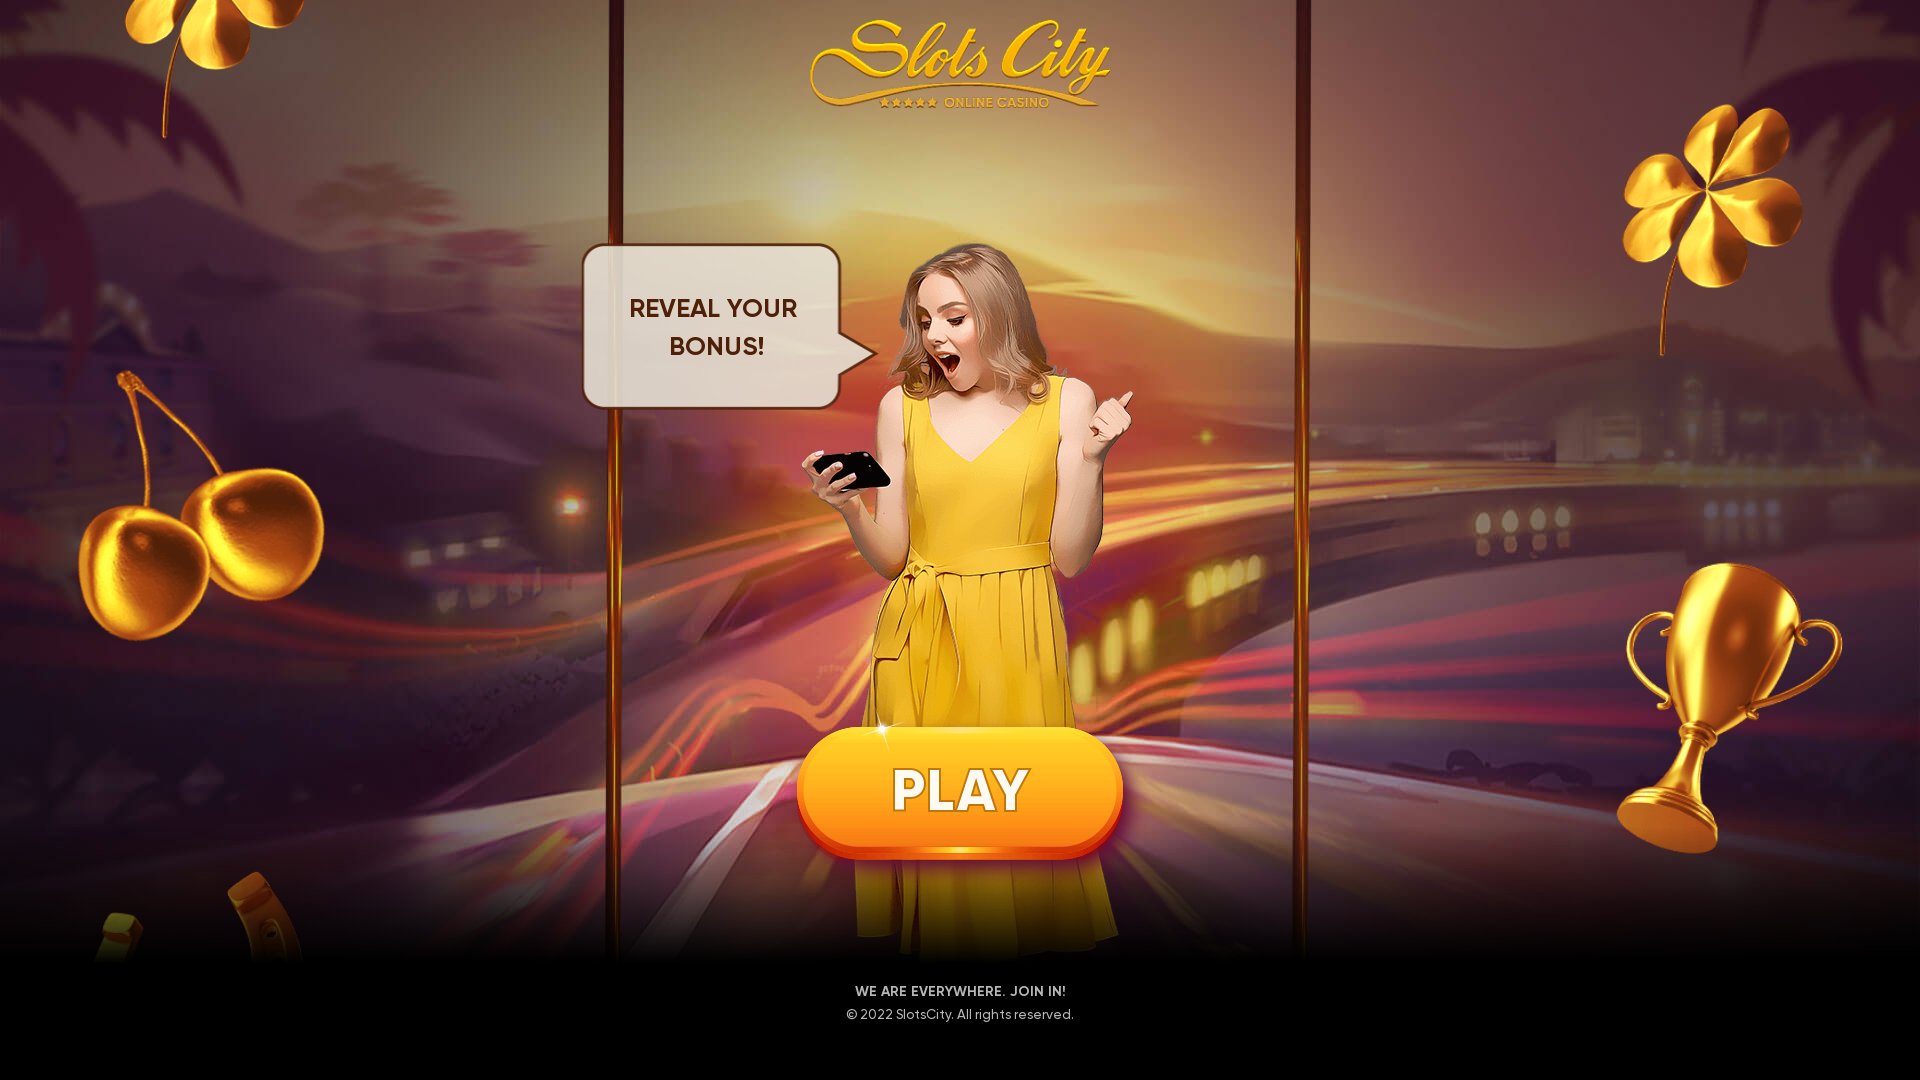 Slots City
★★★★★ ONLINE CASINO
REVEAL YOUR
BONUS!
PLAY
WE ARE EVERYWHERE. JOIN IN!
© 2022 SlotsCity. All rights reserved.